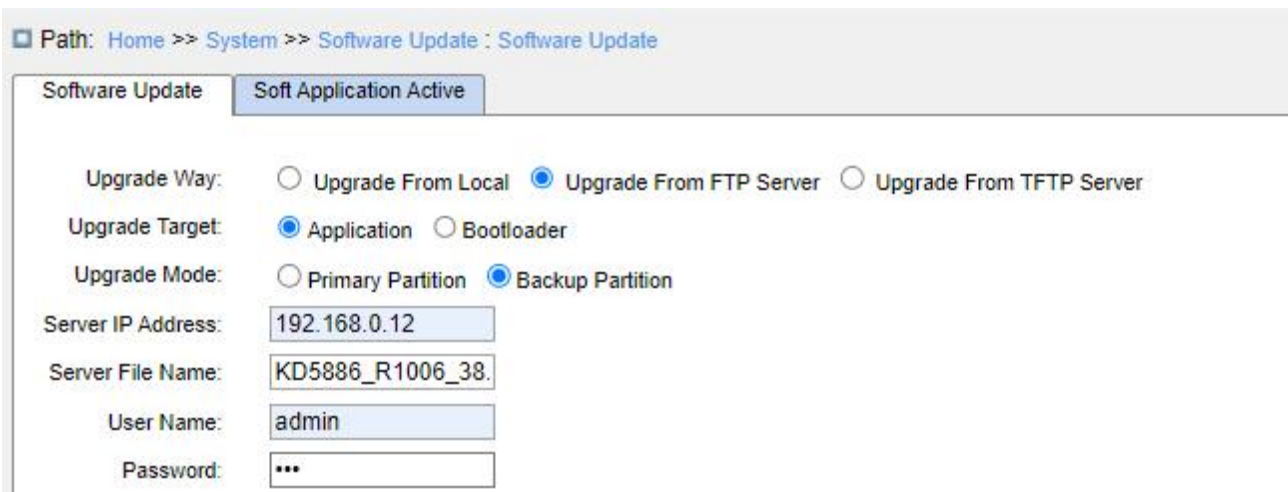 Path: Home >> System >> Software Update : Software Update
Software Update Soft Application Active
Upgrade Way: Upgrade From Local Upgrade From FTP Server Upgrade From TFTP Server
Upgrade Target: Application Bootloader
Upgrade Mode: Primary Partition Backup Partition
Server IP Address: 192.168.0.12
Server File Name: KD5886_R1006_38.
User Name: admin
Password: •••